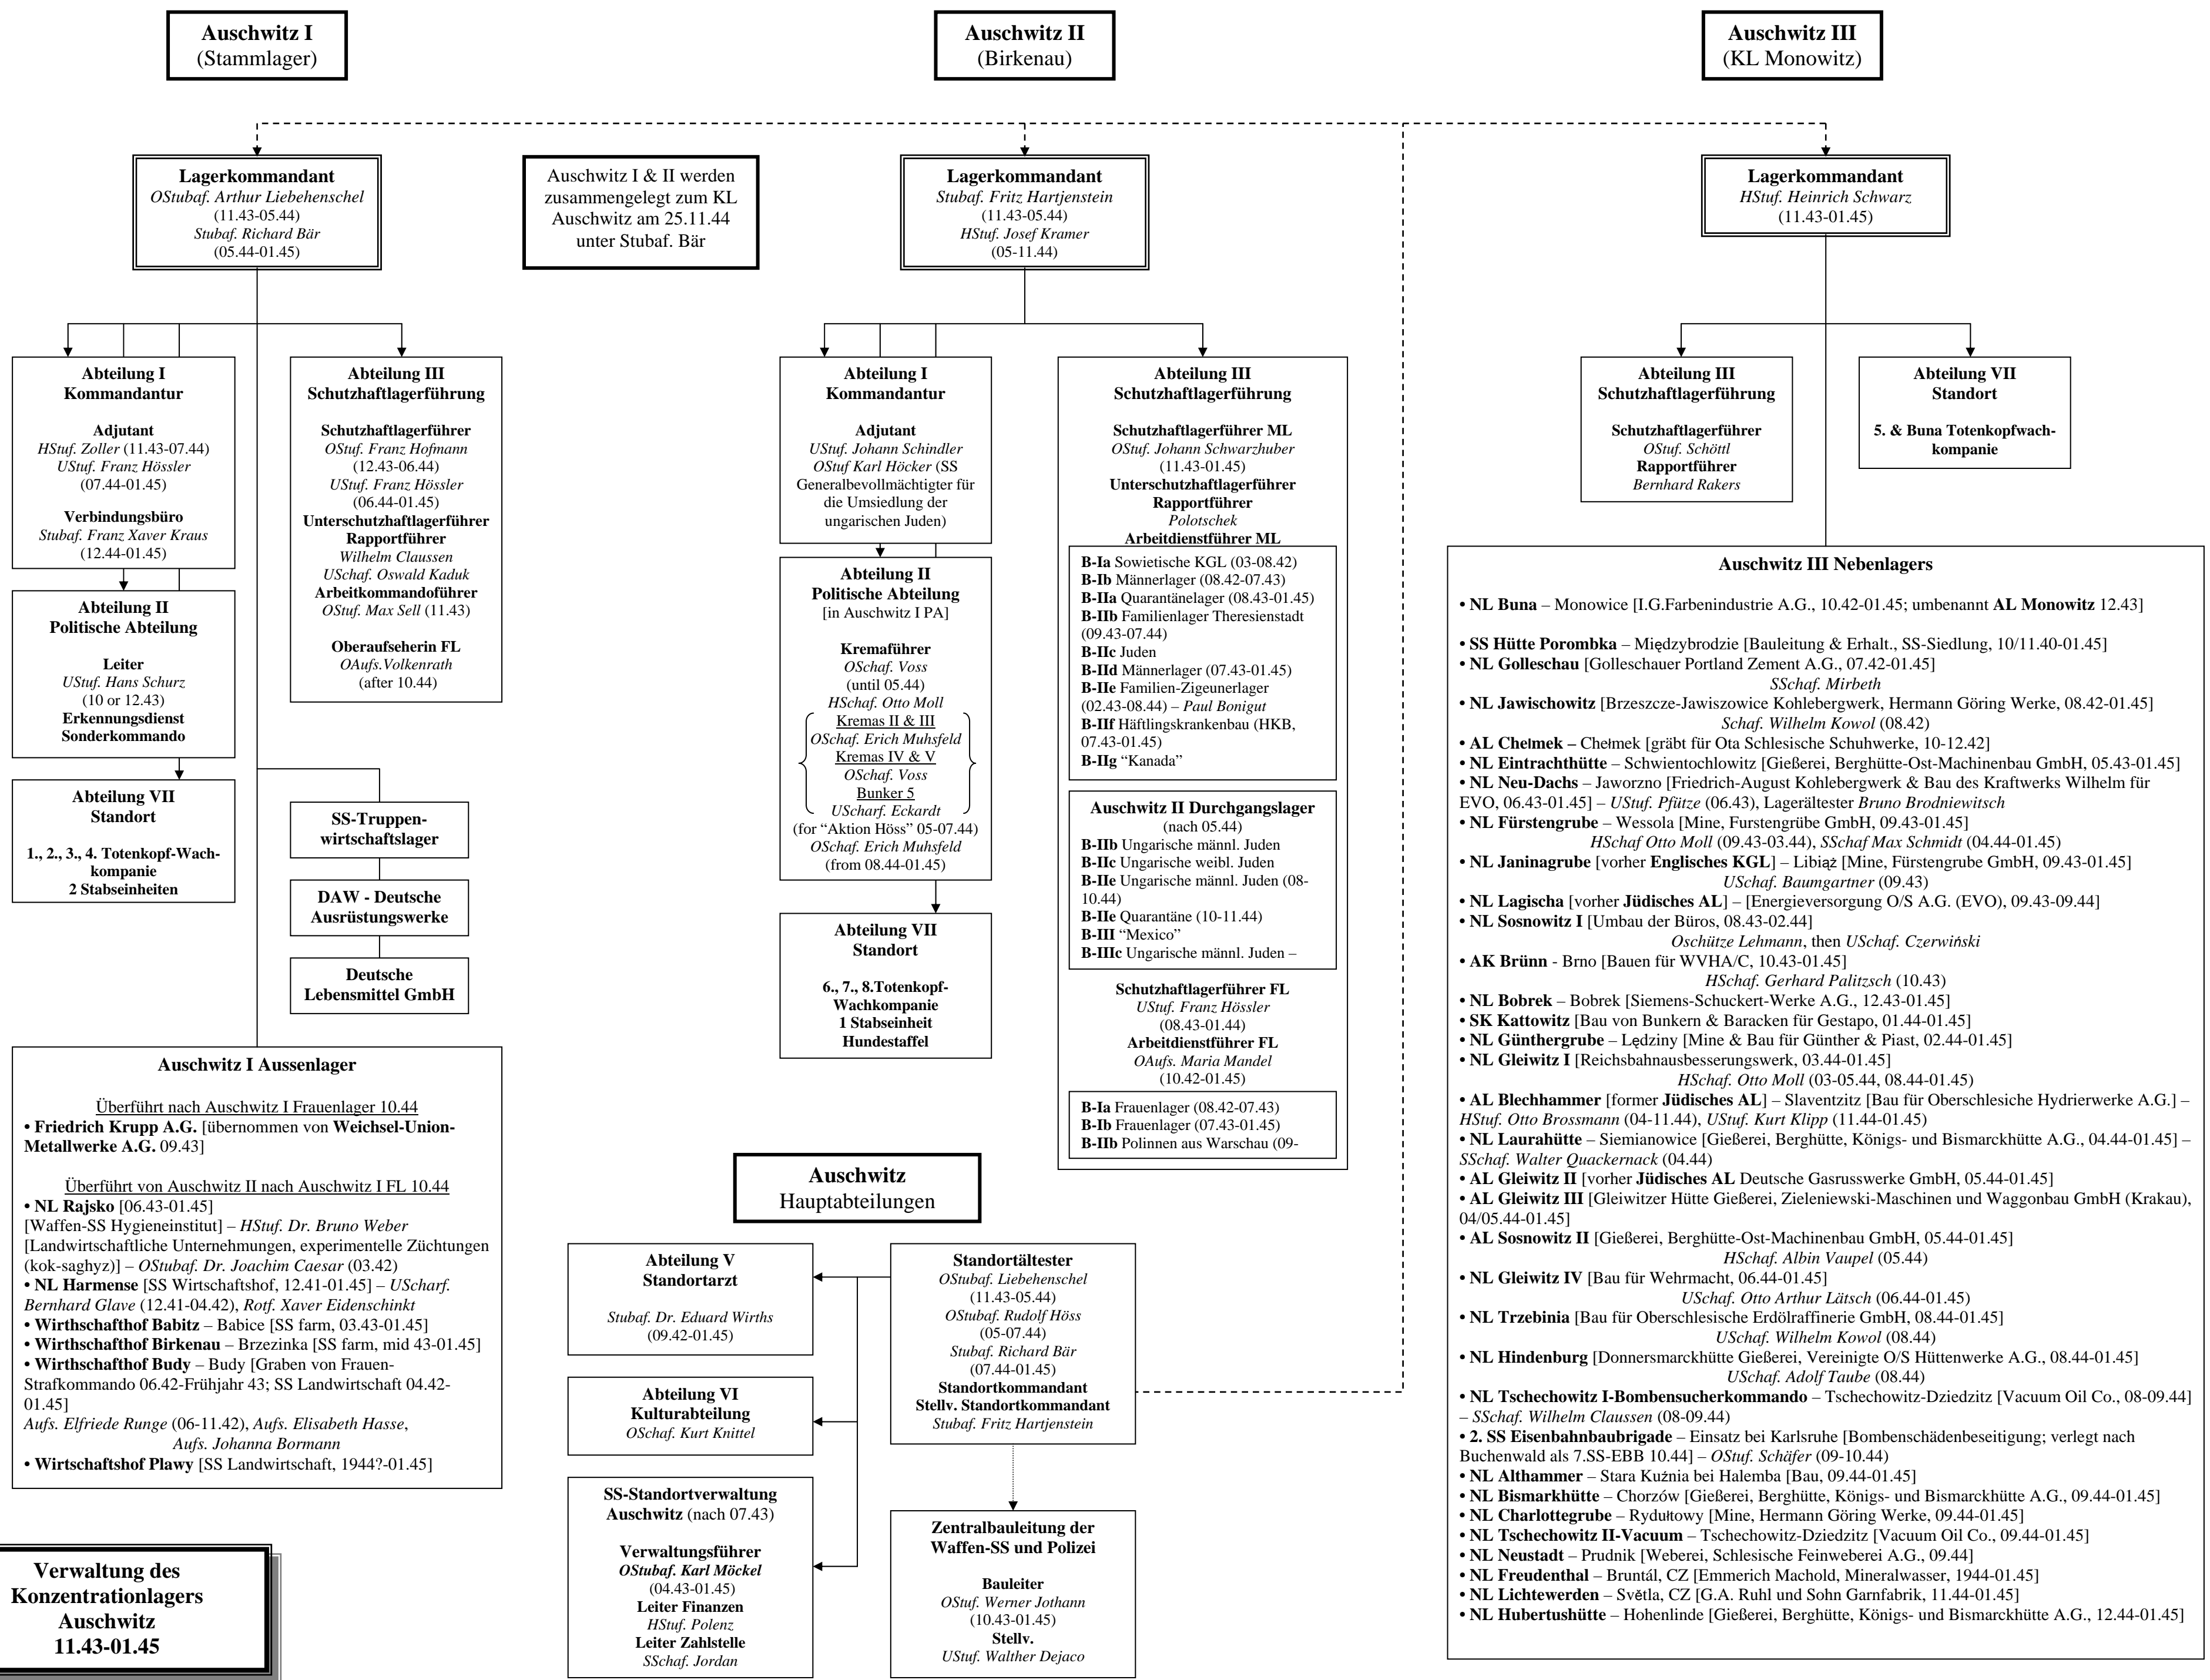 Auschwitz I
(Stammlager)
Auschwitz II
(Birkenau)
Auschwitz III
(KL Monowitz)
Lagerkommandant
OStubaf. Arthur Liebehenschel
(11.43-05.44)
Stubaf. Richard Bär
(05.44-01.45)
Auschwitz I & II werden
zusammengelegt zum KL
Auschwitz am 25.11.44
unter Stubaf. Bär
Lagerkommandant
Stubaf. Fritz Hartjenstein
(11.43-05.44)
HStuf. Josef Kramer
(05-11.44)
Lagerkommandant
HStuf. Heinrich Schwarz
(11.43-01.45)
Abteilung I
Kommandantur
Adjutant
HStuf. Zoller (11.43-07.44)
UStuf. Franz Hössler
(07.44-01.45)
Verbindungsbüro
Stubaf. Franz Xaver Kraus
(12.44-01.45)
Abteilung II
Politische Abteilung
Leiter
UStuf. Hans Schurz
(10 or 12.43)
Erkennungsdienst
Sonderkommando
Abteilung VII
Standort
1., 2., 3., 4. Totenkopf-Wach-
kompanie
2 Stabseinheiten
Abteilung III
Schutzhaftlagerführung
Schutzhaftlagerführer
OStuf. Franz Hofmann
(12.43-06.44)
UStuf. Franz Hössler
(06.44-01.45)
Unterschutzhaftlagerführer
Rapportführer
Wilhelm Claussen
USchaf. Oswald Kaduk
Arbeitkommandoführer
OStuf. Max Sell (11.43)
Oberaufseherin FL
OAufs.Volkenrath
(after 10.44)
SS-Truppen-
wirtschaftslager
DAW - Deutsche
Ausrüstungswerke
Deutsche
Lebensmittel GmbH
Auschwitz I Aussenlager
Überführt nach Auschwitz I Frauenlager 10.44
• Friedrich Krupp A.G. [übernommen von Weichsel-Union-
Metallwerke A.G. 09.43]
Überführt von Auschwitz II nach Auschwitz I FL 10.44
• NL Rajsko [06.43-01.45]
[Waffen-SS Hygieneinstitut] – HStuf. Dr. Bruno Weber
[Landwirtschaftliche Unternehmungen, experimentelle Züchtungen
(kok-saghyz)] – OStubaf. Dr. Joachim Caesar (03.42)
• NL Harmense [SS Wirtschaftshof, 12.41-01.45] – UScharf.
Bernhard Glave (12.41-04.42), Rotf. Xaver Eidenschinkt
• Wirthschafthof Babitz – Babice [SS farm, 03.43-01.45]
• Wirthschafthof Birkenau – Brzezinka [SS farm, mid 43-01.45]
• Wirthschafthof Budy – Budy [Graben von Frauen-
Strafkommando 06.42-Frühjahr 43; SS Landwirtschaft 04.42-
01.45]
Aufs. Elfriede Runge (06-11.42), Aufs. Elisabeth Hasse,
Aufs. Johanna Bormann
• Wirtschaftshof Plawy [SS Landwirtschaft, 1944?-01.45]
Verwaltung des
Konzentrationlagers
Auschwitz
11.43-01.45
Abteilung I
Kommandantur
Adjutant
UStuf. Johann Schindler
OStuf Karl Höcker (SS
Generalbevollmächtigter für
die Umsiedlung der
ungarischen Juden)
Abteilung II
Politische Abteilung
[in Auschwitz I PA]
Kremaführer
OSchaf. Voss
(until 05.44)
HSchaf. Otto Moll
Kremas II & III
OSchaf. Erich Muhsfeld
Kremas IV & V
OSchaf. Voss
Bunker 5
UScharf. Eckardt
(for “Aktion Höss” 05-07.44)
OSchaf. Erich Muhsfeld
(from 08.44-01.45)
Abteilung VII
Standort
6., 7., 8.Totenkopf-
Wachkompanie
1 Stabseinheit
Hundestaffel
Abteilung III
Schutzhaftlagerführung
Schutzhaftlagerführer ML
OStuf. Johann Schwarzhuber
(11.43-01.45)
Unterschutzhaftlagerführer
Rapportführer
Polotschek
Arbeitdienstführer ML
B-Ia Sowietische KGL (03-08.42)
B-Ib Männerlager (08.42-07.43)
B-IIa Quarantänelager (08.43-01.45)
B-IIb Familienlager Theresienstadt
(09.43-07.44)
B-IIc Juden
B-IId Männerlager (07.43-01.45)
B-IIe Familien-Zigeunerlager
(02.43-08.44) – Paul Bonigut
B-IIf Häftlingskrankenbau (HKB,
07.43-01.45)
B-IIg “Kanada”
Auschwitz II Durchgangslager
(nach 05.44)
B-IIb Ungarische männl. Juden
B-IIc Ungarische weibl. Juden
B-IIe Ungarische männl. Juden (08-
10.44)
B-IIe Quarantäne (10-11.44)
B-III “Mexico”
B-IIIc Ungarische männl. Juden –
Schutzhaftlagerführer FL
UStuf. Franz Hössler
(08.43-01.44)
Arbeitdienstführer FL
OAufs. Maria Mandel
(10.42-01.45)
B-Ia Frauenlager (08.42-07.43)
B-Ib Frauenlager (07.43-01.45)
B-IIb Polinnen aus Warschau (09-
Auschwitz
Hauptabteilungen
Abteilung V
Standortarzt
Stubaf. Dr. Eduard Wirths
(09.42-01.45)
Abteilung VI
Kulturabteilung
OSchaf. Kurt Knittel
SS-Standortverwaltung
Auschwitz (nach 07.43)
Verwaltungsführer
OStubaf. Karl Möckel
(04.43-01.45)
Leiter Finanzen
HStuf. Polenz
Leiter Zahlstelle
SSchaf. Jordan
Standortältester
OStubaf. Liebehenschel
(11.43-05.44)
OStubaf. Rudolf Höss
(05-07.44)
Stubaf. Richard Bär
(07.44-01.45)
Standortkommandant
Stellv. Standortkommandant
Stubaf. Fritz Hartjenstein
Zentralbauleitung der
Waffen-SS und Polizei
Bauleiter
OStuf. Werner Jothann
(10.43-01.45)
Stellv.
UStuf. Walther Dejaco
Abteilung III
Schutzhaftlagerführung
Schutzhaftlagerführer
OStuf. Schöttl
Rapportführer
Bernhard Rakers
Abteilung VII
Standort
5. & Buna Totenkopfwach-
kompanie
Auschwitz III Nebenlagers
• NL Buna – Monowice [I.G.Farbenindustrie A.G., 10.42-01.45; umbenannt AL Monowitz 12.43]
• SS Hütte Porombka – Międzybrodzie [Bauleitung & Erhalt., SS-Siedlung, 10/11.40-01.45]
• NL Golleschau [Golleschauer Portland Zement A.G., 07.42-01.45]
SSchaf. Mirbeth
• NL Jawischowitz [Brzeszcze-Jawiszowice Kohlebergwerk, Hermann Göring Werke, 08.42-01.45]
Schaf. Wilhelm Kowol (08.42)
• AL Chełmek – Chełmek [gräbt für Ota Schlesische Schuhwerke, 10-12.42]
• NL Eintrachthütte – Schwientochlowitz [Gießerei, Berghütte-Ost-Machinenbau GmbH, 05.43-01.45]
• NL Neu-Dachs – Jaworzno [Friedrich-August Kohlebergwerk & Bau des Kraftwerks Wilhelm für
EVO, 06.43-01.45] – UStuf. Pfütze (06.43), Lagerältester Bruno Brodniewitsch
• NL Fürstengrube – Wessola [Mine, Furstengrübe GmbH, 09.43-01.45]
HSchaf Otto Moll (09.43-03.44), SSchaf Max Schmidt (04.44-01.45)
• NL Janinagrube [vorher Englisches KGL] – Libiąż [Mine, Fürstengrube GmbH, 09.43-01.45]
USchaf. Baumgartner (09.43)
• NL Lagischa [vorher Jüdisches AL] – [Energieversorgung O/S A.G. (EVO), 09.43-09.44]
• NL Sosnowitz I [Umbau der Büros, 08.43-02.44]
Oschütze Lehmann, then USchaf. Czerwiński
• AK Brünn - Brno [Bauen für WVHA/C, 10.43-01.45]
HSchaf. Gerhard Palitzsch (10.43)
• NL Bobrek – Bobrek [Siemens-Schuckert-Werke A.G., 12.43-01.45]
• SK Kattowitz [Bau von Bunkern & Baracken für Gestapo, 01.44-01.45]
• NL Günthergrube – Lędziny [Mine & Bau für Günther & Piast, 02.44-01.45]
• NL Gleiwitz I [Reichsbahnausbesserungswerk, 03.44-01.45]
HSchaf. Otto Moll (03-05.44, 08.44-01.45)
• AL Blechhammer [former Jüdisches AL] – Slaventzitz [Bau für Oberschlesiche Hydrierwerke A.G.] –
HStuf. Otto Brossmann (04-11.44), UStuf. Kurt Klipp (11.44-01.45)
• NL Laurahütte – Siemianowice [Gießerei, Berghütte, Königs- und Bismarckhütte A.G., 04.44-01.45] –
SSchaf. Walter Quackernack (04.44)
• AL Gleiwitz II [vorher Jüdisches AL Deutsche Gasrusswerke GmbH, 05.44-01.45]
• AL Gleiwitz III [Gleiwitzer Hütte Gießerei, Zieleniewski-Maschinen und Waggonbau GmbH (Krakau),
04/05.44-01.45]
• AL Sosnowitz II [Gießerei, Berghütte-Ost-Machinenbau GmbH, 05.44-01.45]
HSchaf. Albin Vaupel (05.44)
• NL Gleiwitz IV [Bau für Wehrmacht, 06.44-01.45]
USchaf. Otto Arthur Lätsch (06.44-01.45)
• NL Trzebinia [Bau für Oberschlesische Erdölraffinerie GmbH, 08.44-01.45]
USchaf. Wilhelm Kowol (08.44)
• NL Hindenburg [Donnersmarckhütte Gießerei, Vereinigte O/S Hüttenwerke A.G., 08.44-01.45]
USchaf. Adolf Taube (08.44)
• NL Tschechowitz I-Bombensucherkommando – Tschechowitz-Dziedzitz [Vacuum Oil Co., 08-09.44]
– SSchaf. Wilhelm Claussen (08-09.44)
• 2. SS Eisenbahnbaubrigade – Einsatz bei Karlsruhe [Bombenschädenbeseitigung; verlegt nach
Buchenwald als 7.SS-EBB 10.44] – OStuf. Schäfer (09-10.44)
• NL Althammer – Stara Kuźnia bei Halemba [Bau, 09.44-01.45]
• NL Bismarkhütte – Chorzów [Gießerei, Berghütte, Königs- und Bismarckhütte A.G., 09.44-01.45]
• NL Charlottegrube – Rydułtowy [Mine, Hermann Göring Werke, 09.44-01.45]
• NL Tschechowitz II-Vacuum – Tschechowitz-Dziedzitz [Vacuum Oil Co., 09.44-01.45]
• NL Neustadt – Prudnik [Weberei, Schlesische Feinweberei A.G., 09.44]
• NL Freudenthal – Bruntál, CZ [Emmerich Machold, Mineralwasser, 1944-01.45]
• NL Lichtewerden – Světla, CZ [G.A. Ruhl und Sohn Garnfabrik, 11.44-01.45]
• NL Hubertushütte – Hohenlinde [Gießerei, Berghütte, Königs- und Bismarckhütte A.G., 12.44-01.45]